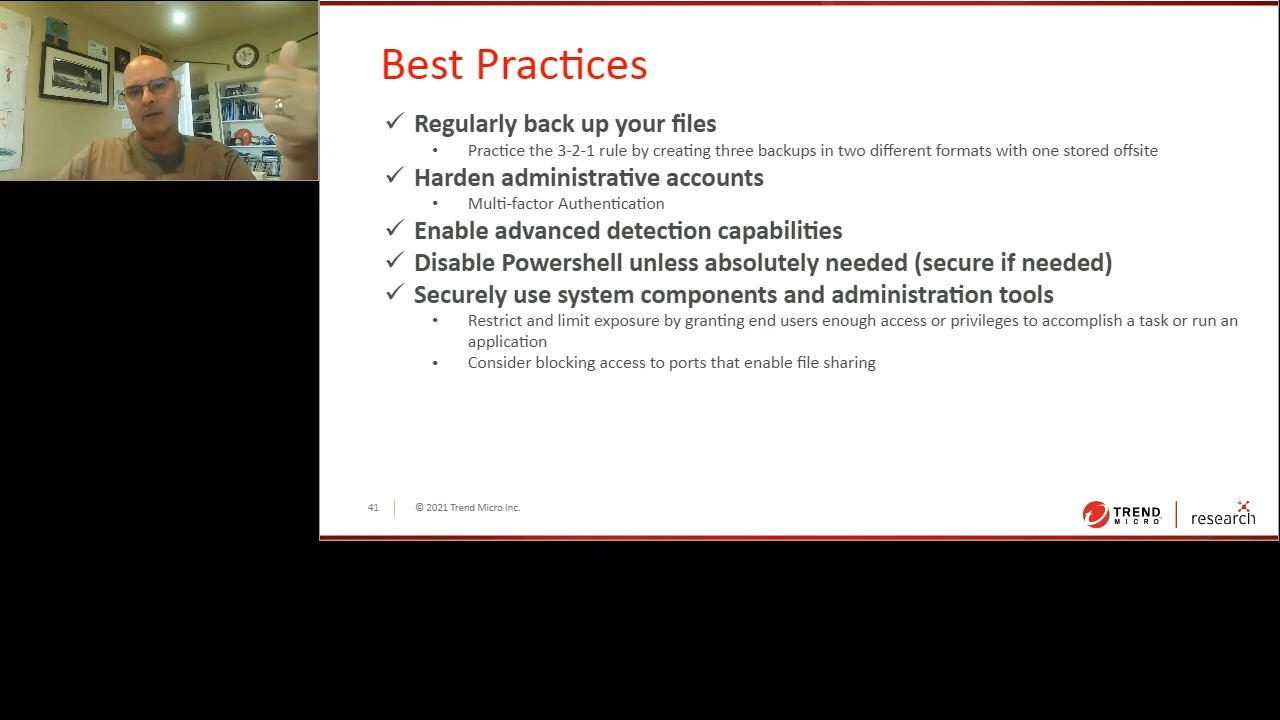 Best Practices
✓ Regularly back up your files
• Practice the 3-2-1 rule by creating three backups in two different formats with one stored offsite
✓ Harden administrative accounts
• Multi-factor Authentication
✓ Enable advanced detection capabilities
✓ Disable Powershell unless absolutely needed (secure if needed)
✓ Securely use system components and administration tools
• Restrict and limit exposure by granting end users enough access or privileges to accomplish a task or run an
application
• Consider blocking access to ports that enable file sharing
41 © 2021 Trend Micro Inc.
TREND
MICRO
research